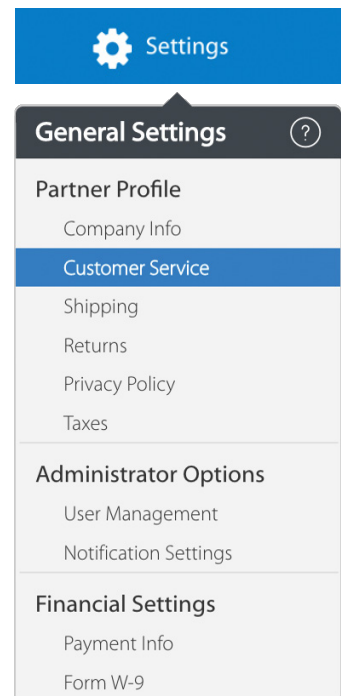 Settings
General Settings ?
Partner Profile
Company Info
Customer Service
Shipping
Returns
Privacy Policy
Taxes
Administrator Options
User Management
Notification Settings
Financial Settings
Payment Info
Form W-9